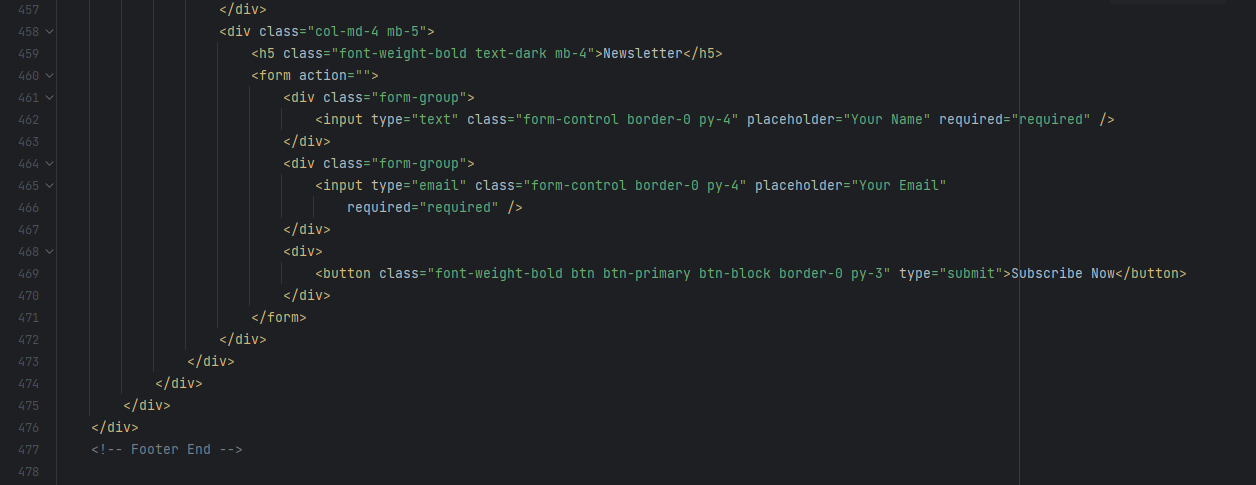 457 </div>
458 <div class="col-md-4 mb-5">
459 <h5 class="font-weight-bold text-dark mb-4">Newsletter</h5>
460 <form action="">
461 <div class="form-group">
462 <input type="text" class="form-control border-0 py-4" placeholder="Your Name" required="required" />
463 </div>
464 <div class="form-group">
465 <input type="email" class="form-control border-0 py-4" placeholder="Your Email"
466 required="required" />
467 </div>
468 <div>
469 <button class="font-weight-bold btn btn-primary btn-block border-0 py-3" type="submit">Subscribe Now</button>
470 </div>
471 </form>
472 </div>
473 </div>
474 </div>
475 </div>
476 </div>
477 <!-- Footer End -->
478